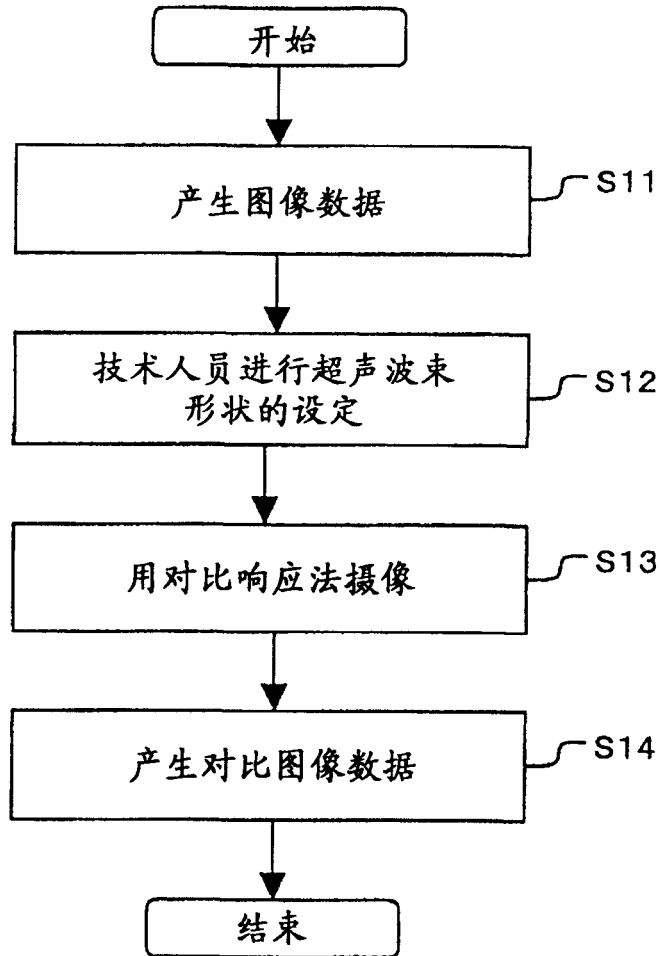 开始
产生图像数据
S11
技术人员进行超声波束
形状的设定
S12
用对比响应法摄像
S13
产生对比图像数据
S14
结束